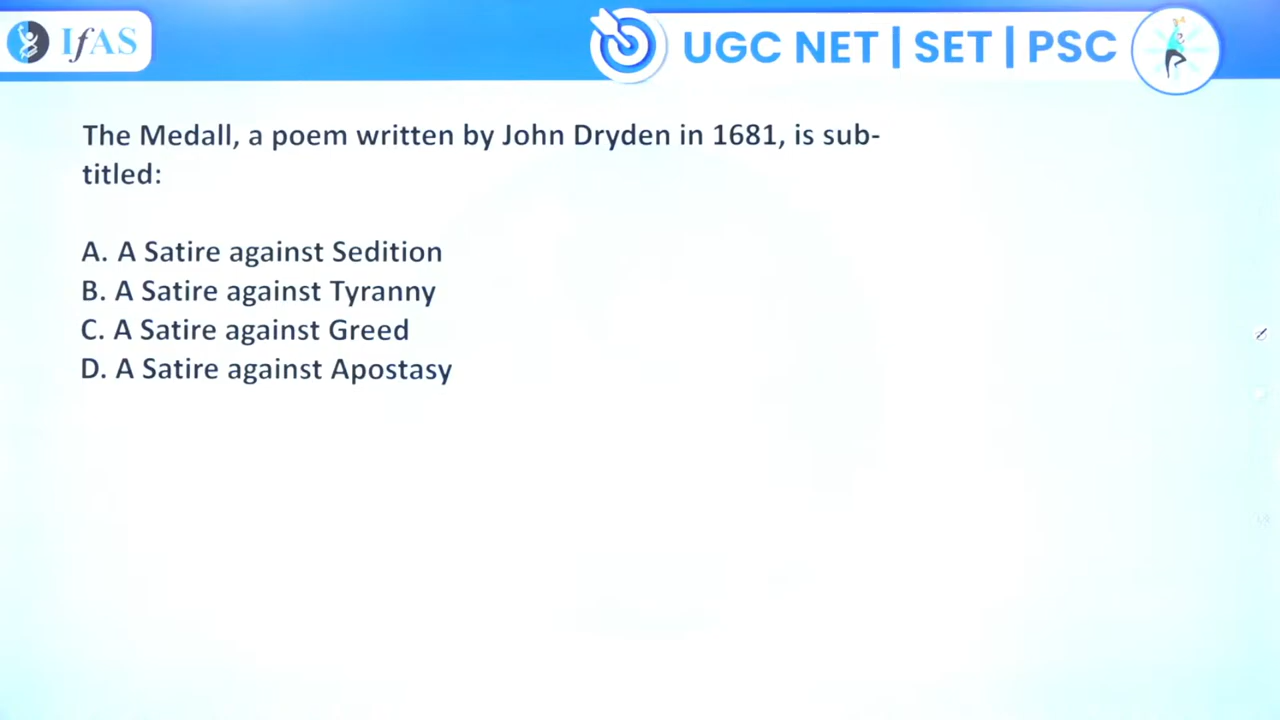 IfAS
UGC NET | SET | PSC
The Medall, a poem written by John Dryden in 1681, is sub-
titled:
A. A Satire against Sedition
B. A Satire against Tyranny
C. A Satire against Greed
D. A Satire against Apostasy